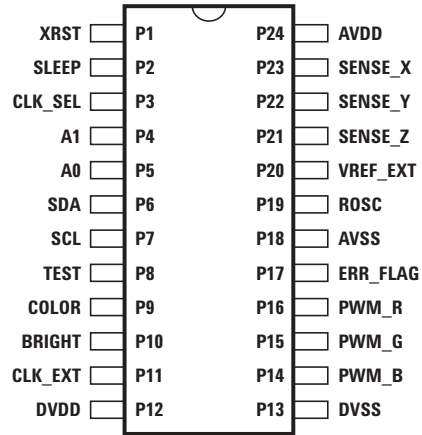 XRST P1 P24 AVDD
SLEEP P2 P23 SENSE_X
CLK_SEL P3 P22 SENSE_Y
A1 P4 P21 SENSE_Z
A0 P5 P20 VREF_EXT
SDA P6 P19 ROSC
SCL P7 P18 AVSS
TEST P8 P17 ERR_FLAG
COLOR P9 P16 PWM_R
BRIGHT P10 P15 PWM_G
CLK_EXT P11 P14 PWM_B
DVDD P12 P13 DVSS